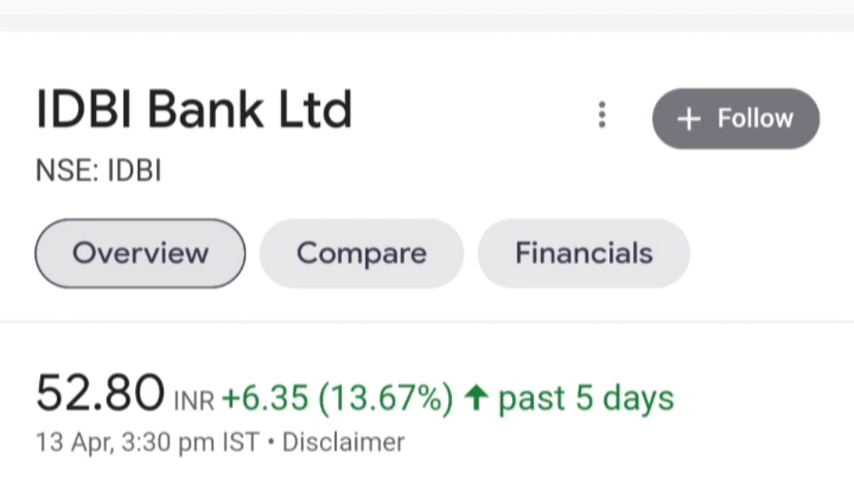 IDBI Bank Ltd
+ Follow
NSE: IDBI
Overview Compare Financials
52.80 INR +6.35 (13.67%) ↑ past 5 days
13 Apr, 3:30 pm IST • Disclaimer